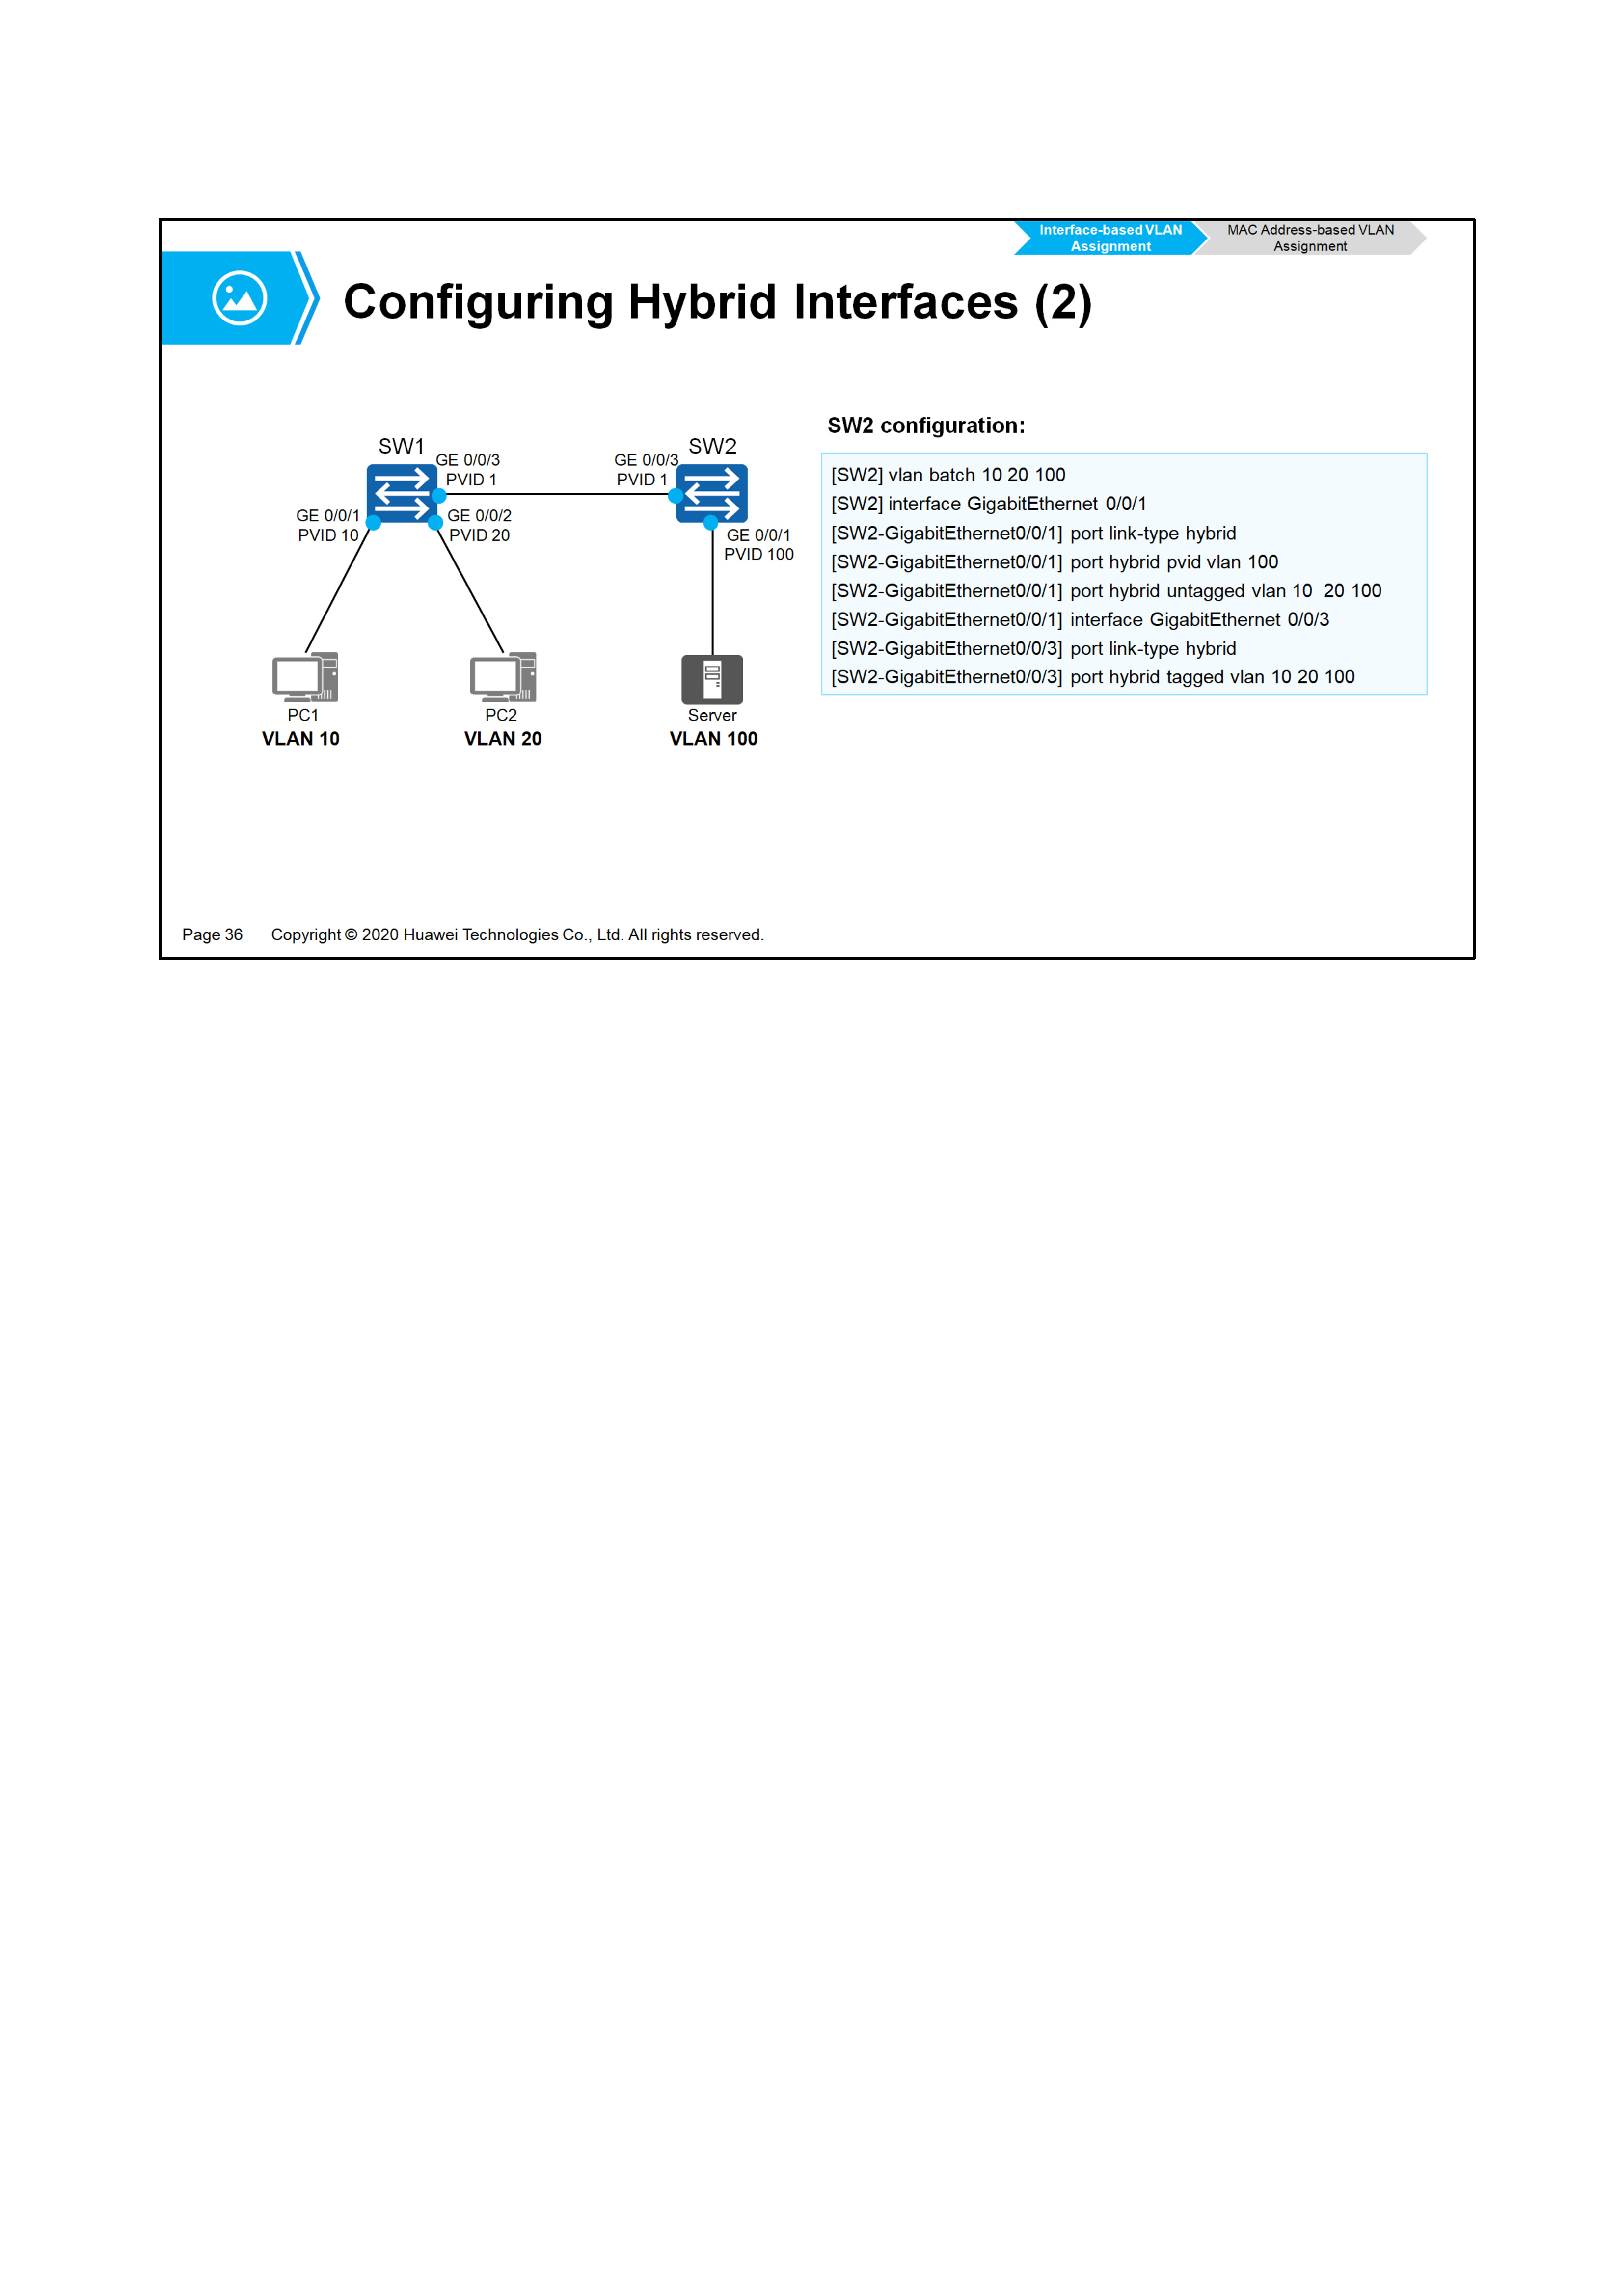 Interface-based VLAN
Assignment
MAC Address-based VLAN
Assignment
Configuring Hybrid Interfaces (2)
SW1
GE 0/0/3
PVID 1
GE 0/0/3
PVID 1
SW2
GE 0/0/1
PVID 10
GE 0/0/2
PVID 20
GE 0/0/1
PVID 100
PC1
VLAN 10
PC2
VLAN 20
Server
VLAN 100
SW2 configuration:
[SW2] vlan batch 10 20 100
[SW2] interface GigabitEthernet 0/0/1
[SW2-GigabitEthernet0/0/1] port link-type hybrid
[SW2-GigabitEthernet0/0/1] port hybrid pvid vlan 100
[SW2-GigabitEthernet0/0/1] port hybrid untagged vlan 10  20 100
[SW2-GigabitEthernet0/0/1] interface GigabitEthernet 0/0/3
[SW2-GigabitEthernet0/0/3] port link-type hybrid
[SW2-GigabitEthernet0/0/3] port hybrid tagged vlan 10 20 100
Page 36 Copyright © 2020 Huawei Technologies Co., Ltd. All rights reserved.